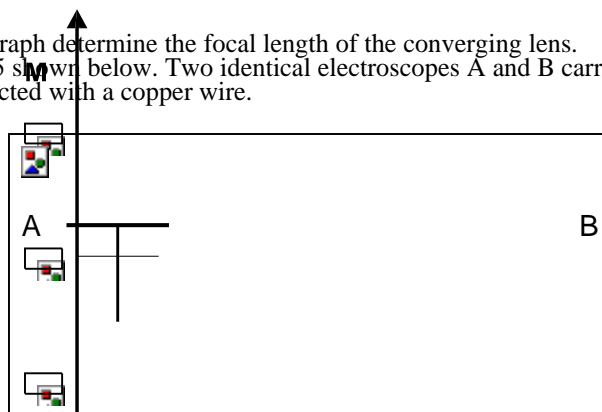 raph determine the focal length of the converging lens.
5 shown below. Two identical electroscopes A and B carr
cted with a copper wire.
M
A
B